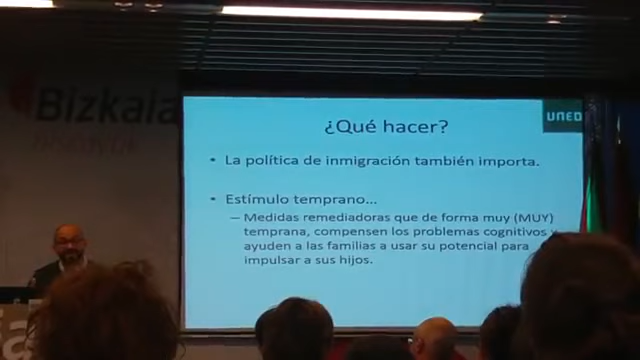 Bizkaia
UNED
¿Qué hacer?
• La política de inmigración también importa.
• Estímulo temprano...
– Medidas remediadoras que de forma muy (MUY)
temprana, compensen los problemas cognitivos y
ayuden a las familias a usar su potencial para
impulsar a sus hijos.